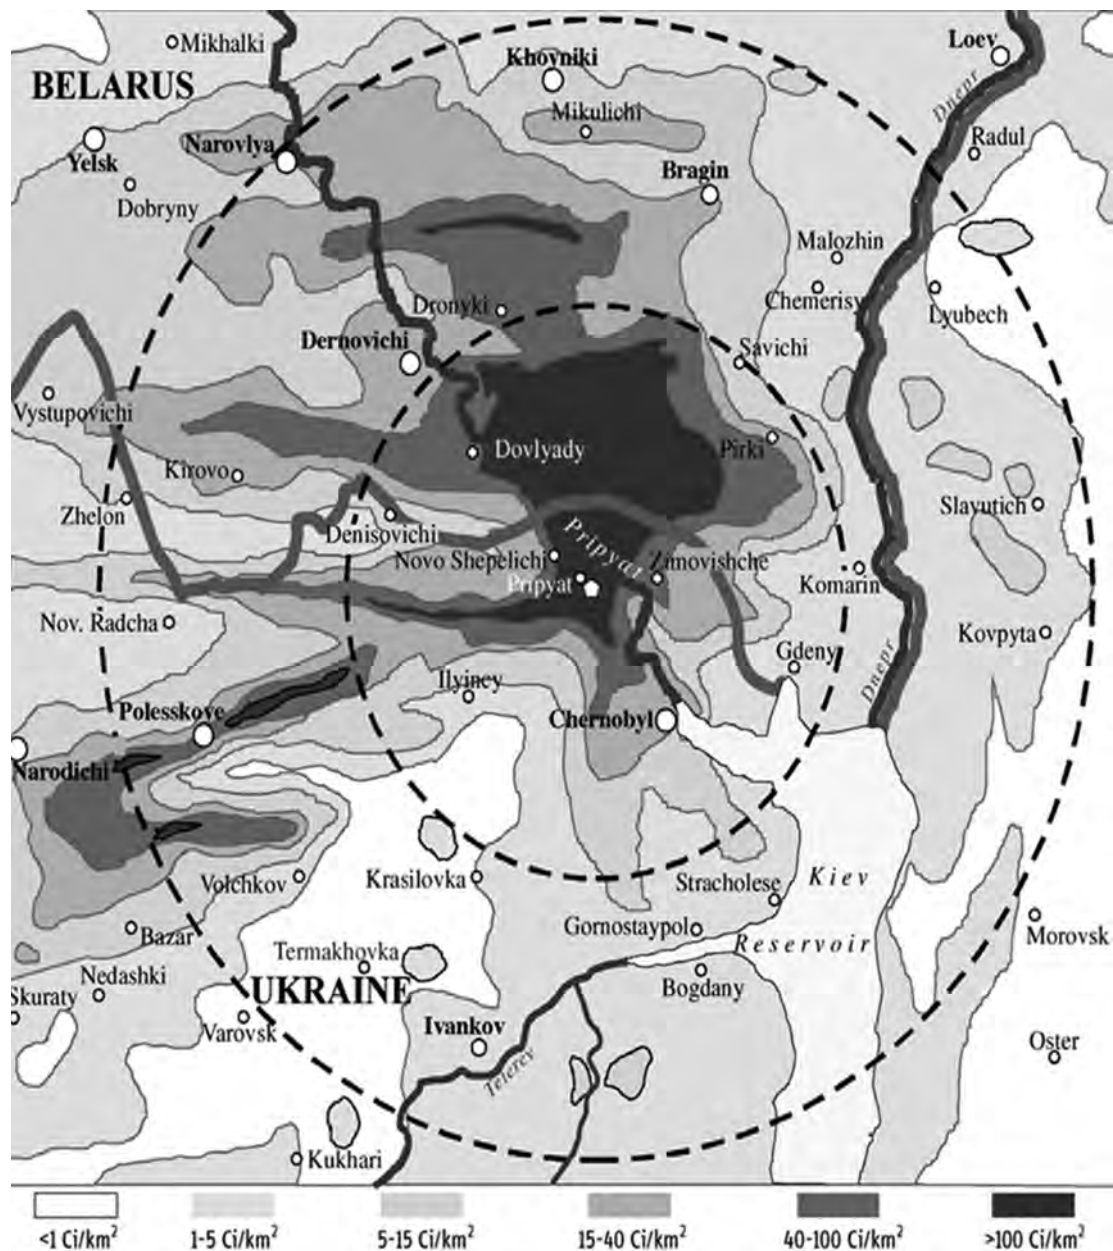 Mikhalki
Khoyniki
Loev
BELARUS
Dnepr
Mikulichi
Narovlya
Radul
Yelsk
Bragin
Dobryny
Malozhin
Chemerisy
Lyubech
Dronyki
Dernovichi
Savichi
Vystupovichi
Dovlyady
Pirki
Kirovo
Zhelon
Slavutich
Denisovichi
Pripyat
Novo Shepelichi
Zimovishche
Pripyat
Komarin
Nov. Radcha
Kovpyta
Gdeny
Dnepr
Ilyincy
Polesskoye
Chernobyl
Narodichi
Volchkov
Krasilovka
Stracholese
Kiev
Bazar
Gornostaypol
Reservoir
Morovsk
Termakhovka
Nedashki
UKRAINE
Bogdany
Skuraty
Varovsk
Ivankov
Oster
Teterev
Kukhari
<1 Ci/km²
1-5 Ci/km²
5-15 Ci/km²
15-40 Ci/km²
40-100 Ci/km²
>100 Ci/km²